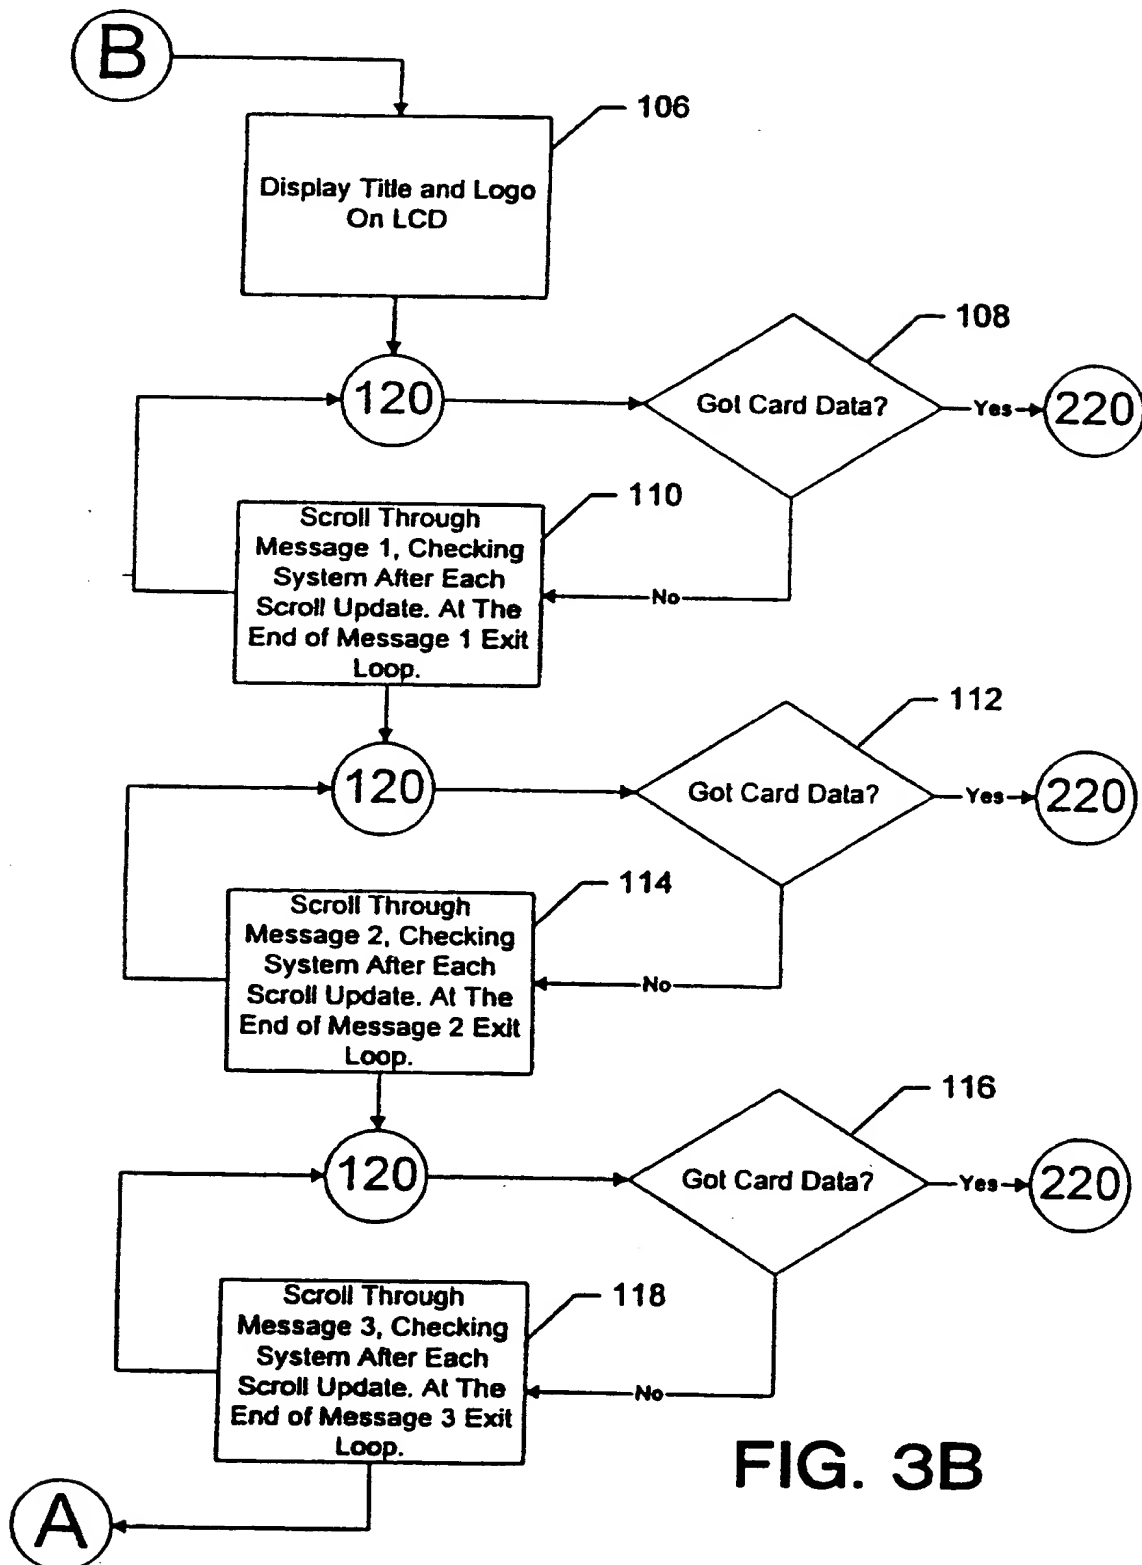 B
106
Display Title and Logo
On LCD
108
120
Got Card Data?
Yes
220
110
Scroll Through
Message 1, Checking
System After Each
Scroll Update. At The
End of Message 1 Exit
Loop.
No
112
120
Got Card Data?
Yes
220
114
Scroll Through
Message 2, Checking
System After Each
Scroll Update. At The
End of Message 2 Exit
Loop.
No
116
120
Got Card Data?
Yes
220
118
Scroll Through
Message 3, Checking
System After Each
Scroll Update. At The
End of Message 3 Exit
Loop.
No
FIG. 3B
A